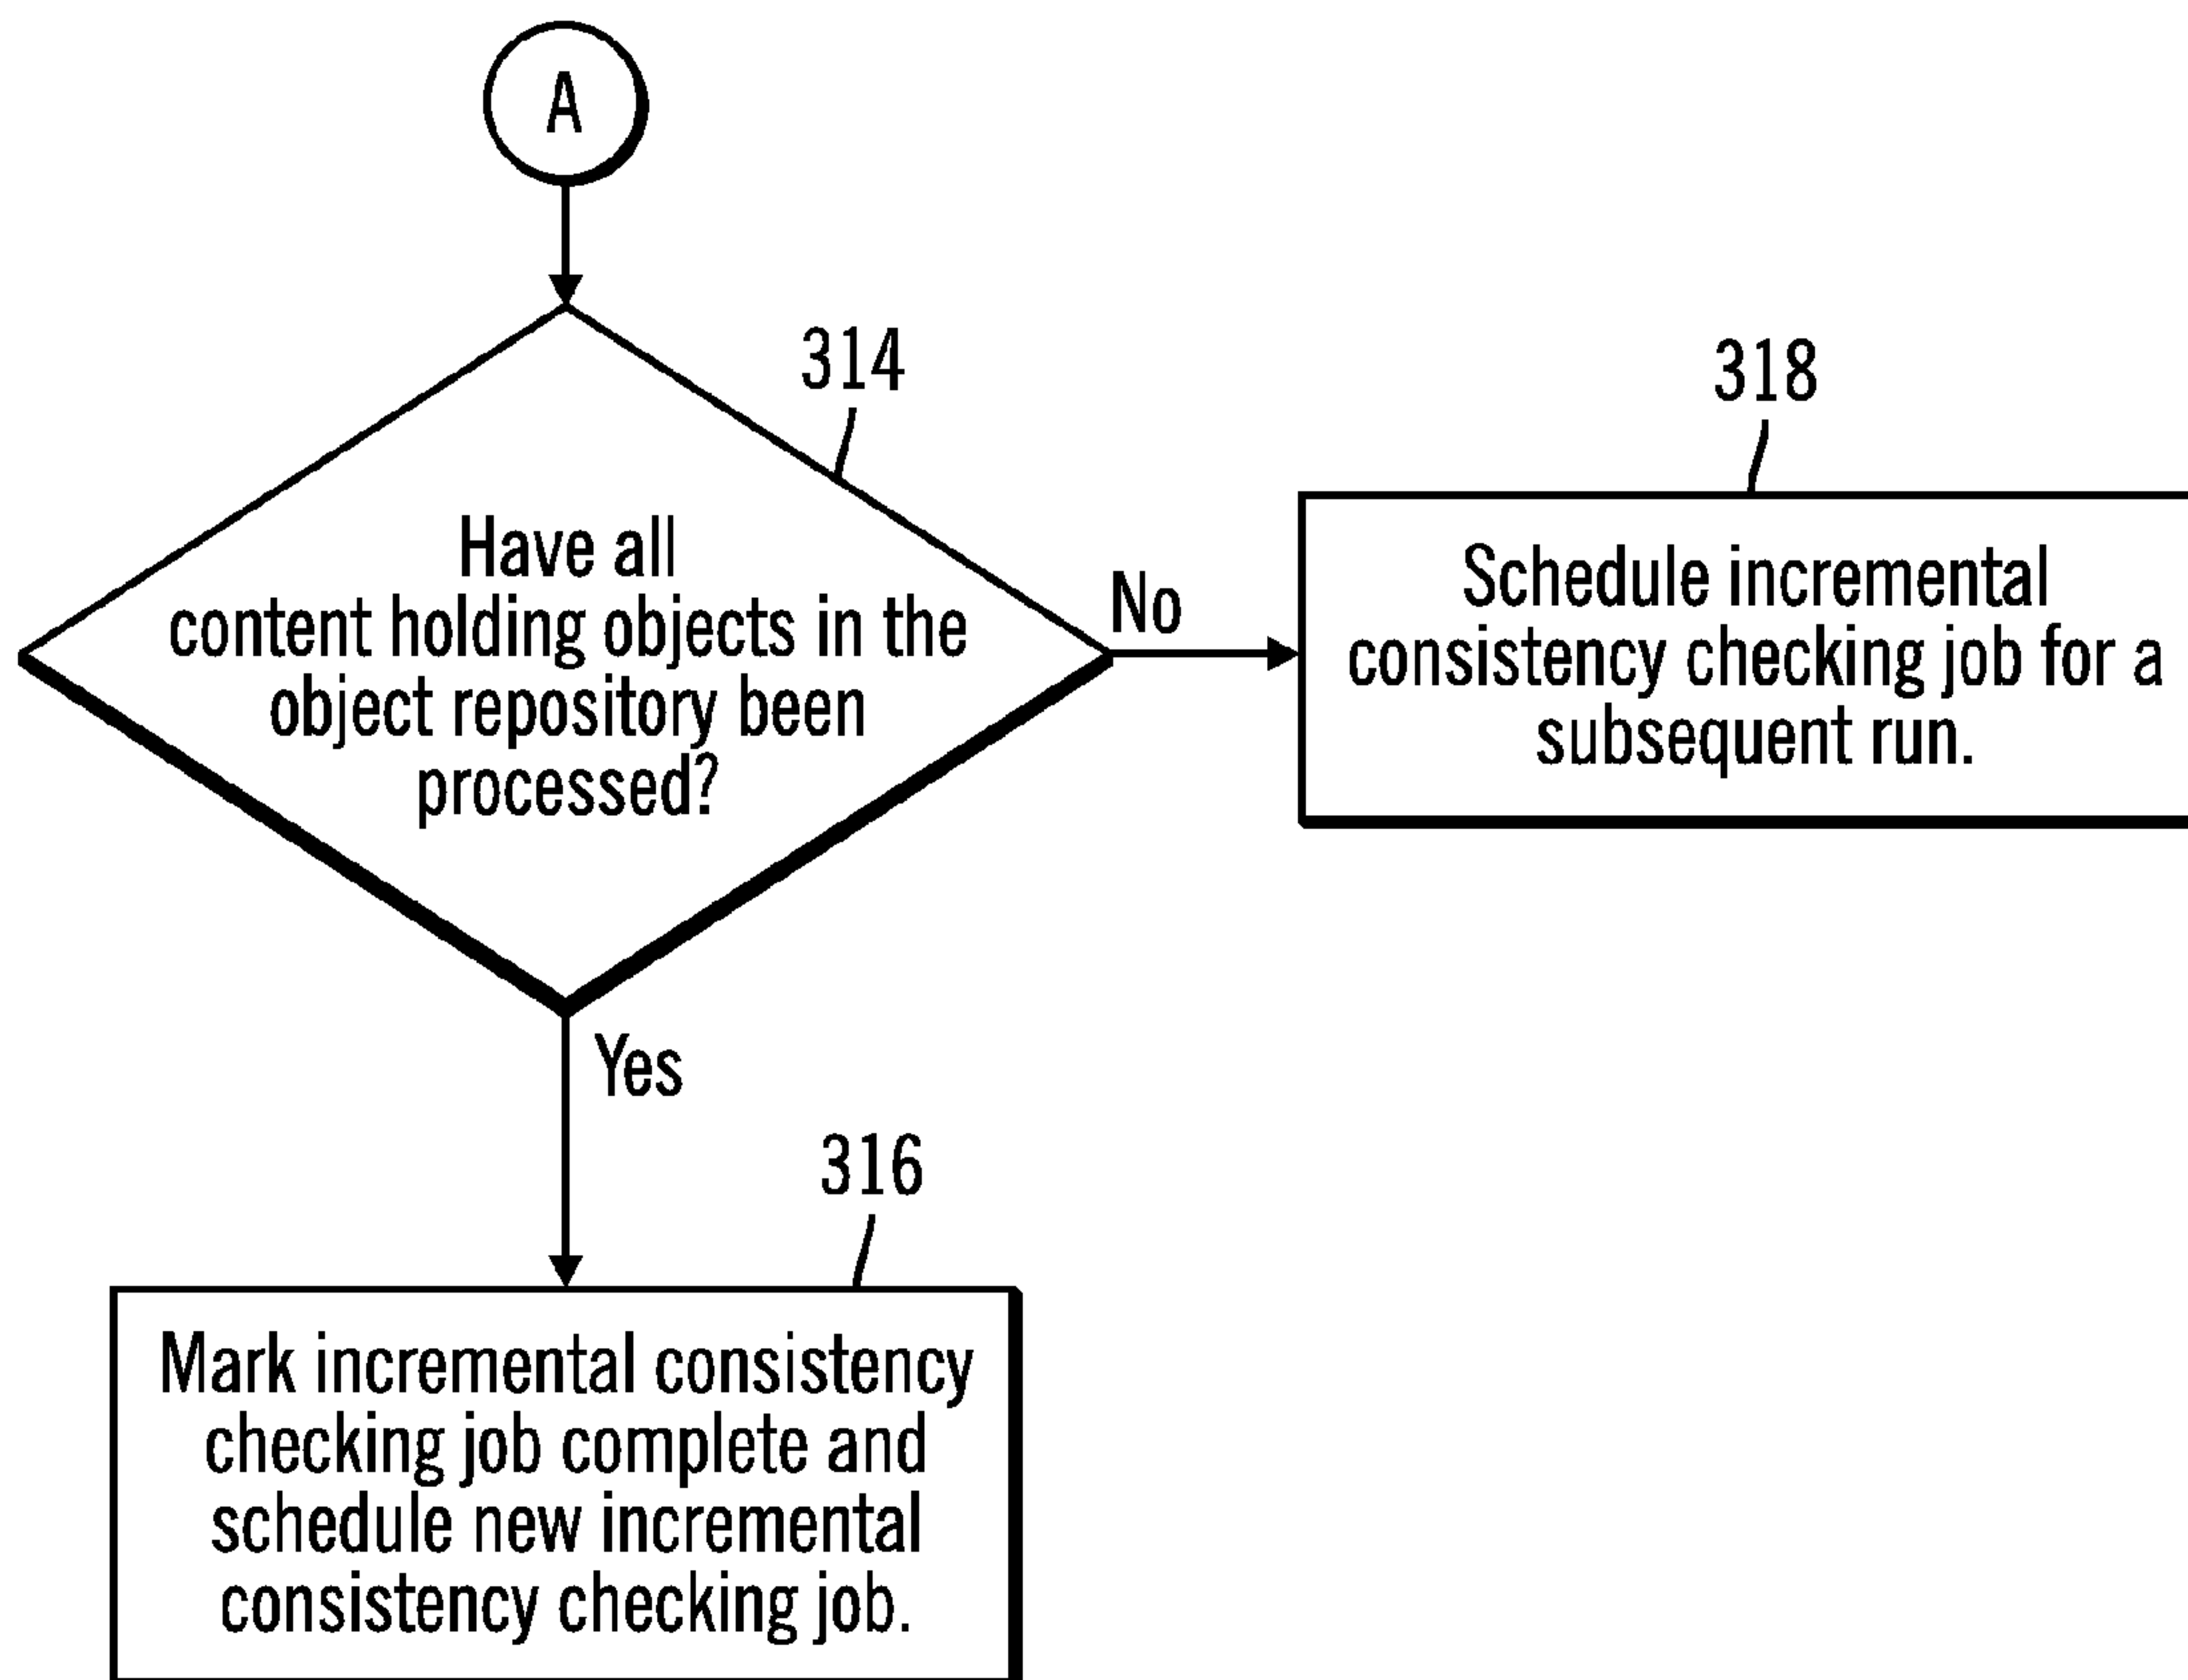 A
314
Have all
content holding objects in the
object repository been
processed?
No
318
Schedule incremental
consistency checking job for a
subsequent run.
Yes
316
Mark incremental consistency
checking job complete and
schedule new incremental
consistency checking job.